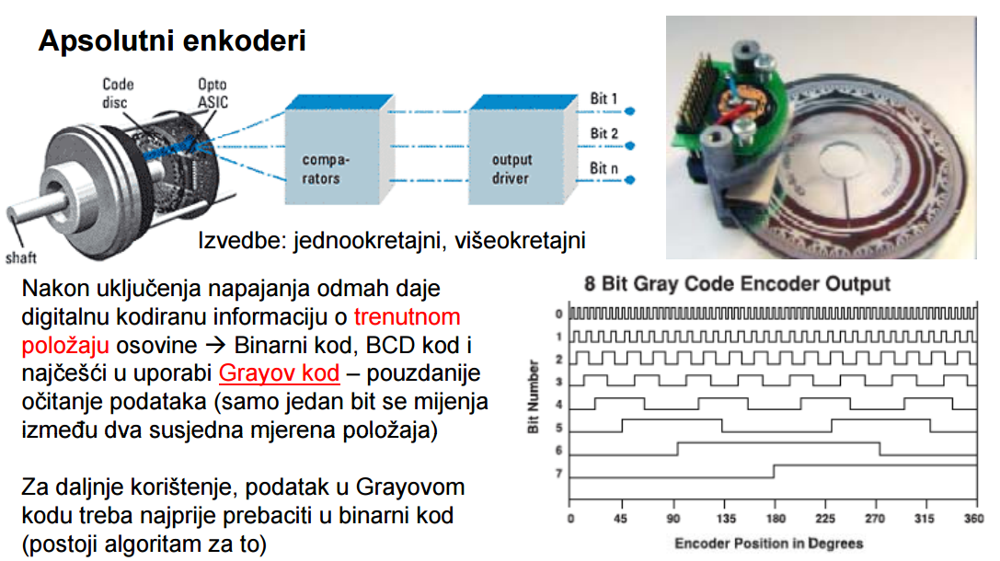 Apsolutni enkoderi
Code
disc
Opto
ASIC
shaft
compa-
rators
output
driver
Bit 1
Bit 2
Bit n
Izvedbe: jednookretajni, višeokretajni
Nakon uključenja napajanja odmah daje
digitalnu kodiranu informaciju o trenutnom
položaju osovine → Binarni kod, BCD kod i
najčešći u uporabi Grayov kod – pouzdanije
očitanje podataka (samo jedan bit se mijenja
između dva susjedna mjerena položaja)
Za daljnje korištenje, podatak u Grayovom
kodu treba najprije prebaciti u binarni kod
(postoji algoritam za to)
8 Bit Gray Code Encoder Output
Bit Number
0
1
2
3
4
5
6
7
0 45 90 135 180 225 270 315 360
Encoder Position in Degrees